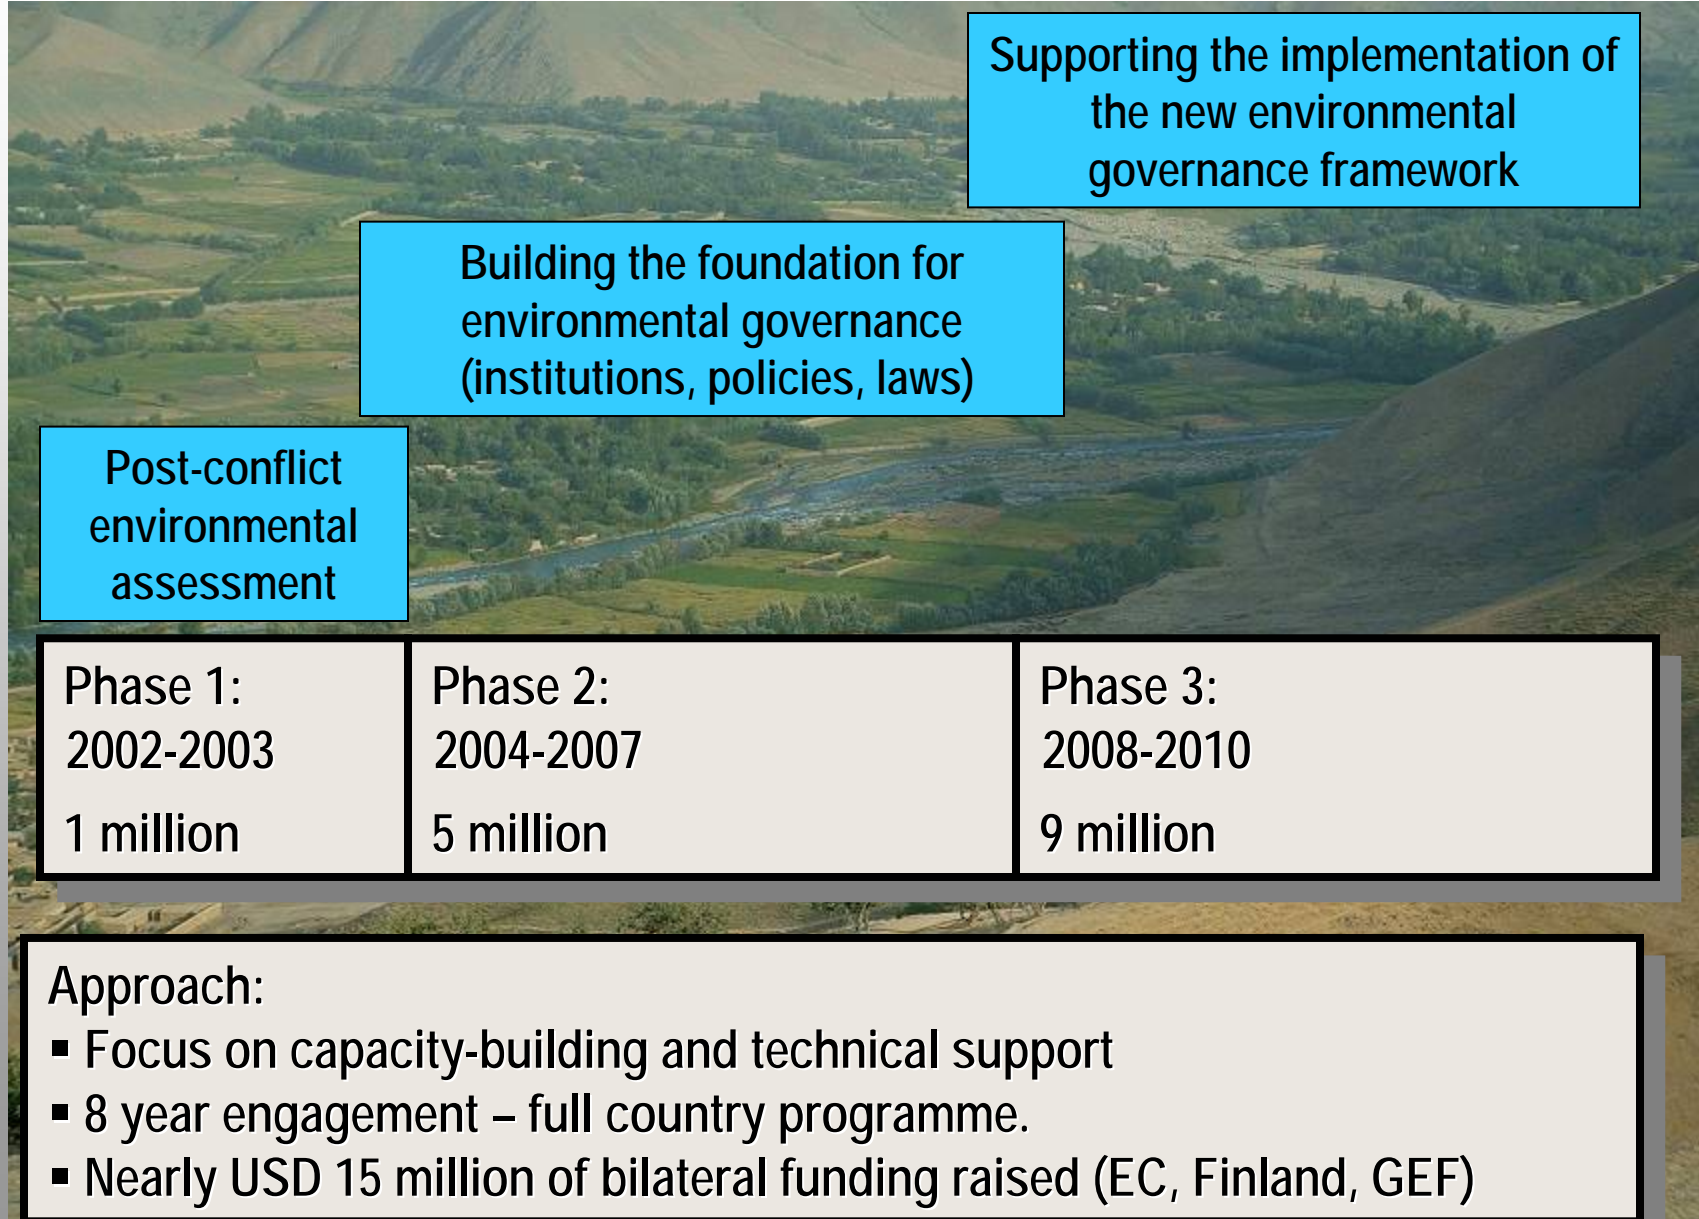 Supporting the implementation of
the new environmental
governance framework
Building the foundation for
environmental governance
(institutions, policies, laws)
Post-conflict
environmental
assessment
Phase 1:
2002-2003
1 million
Phase 2:
2004-2007
5 million
Phase 3:
2008-2010
9 million
Approach:
▪ Focus on capacity-building and technical support
▪ 8 year engagement – full country programme.
▪ Nearly USD 15 million of bilateral funding raised (EC, Finland, GEF)